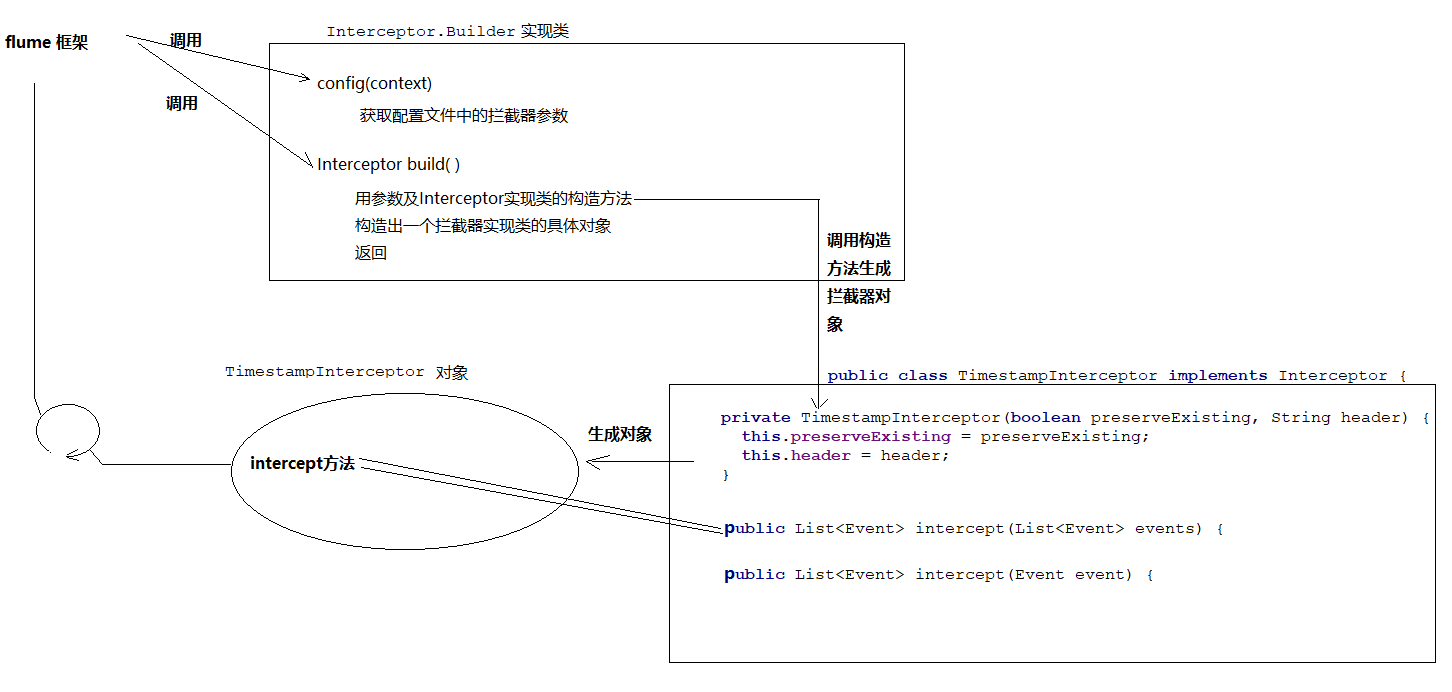 Interceptor.Builder 实现类
flume 框架
调用
config(context)
调用
获取配置文件中的拦截器参数
Interceptor build( )
用参数及Interceptor实现类的构造方法
构造出一个拦截器实现类的具体对象
返回
调用构造
方法生成
拦截器对
象
TimestampInterceptor 对象
public class TimestampInterceptor implements Interceptor {
private TimestampInterceptor(boolean preserveExisting, String header) {
this.preserveExisting = preserveExisting;
this.header = header;
}
生成对象
intercept方法
public List<Event> intercept(List<Event> events) {
public List<Event> intercept(Event event) {